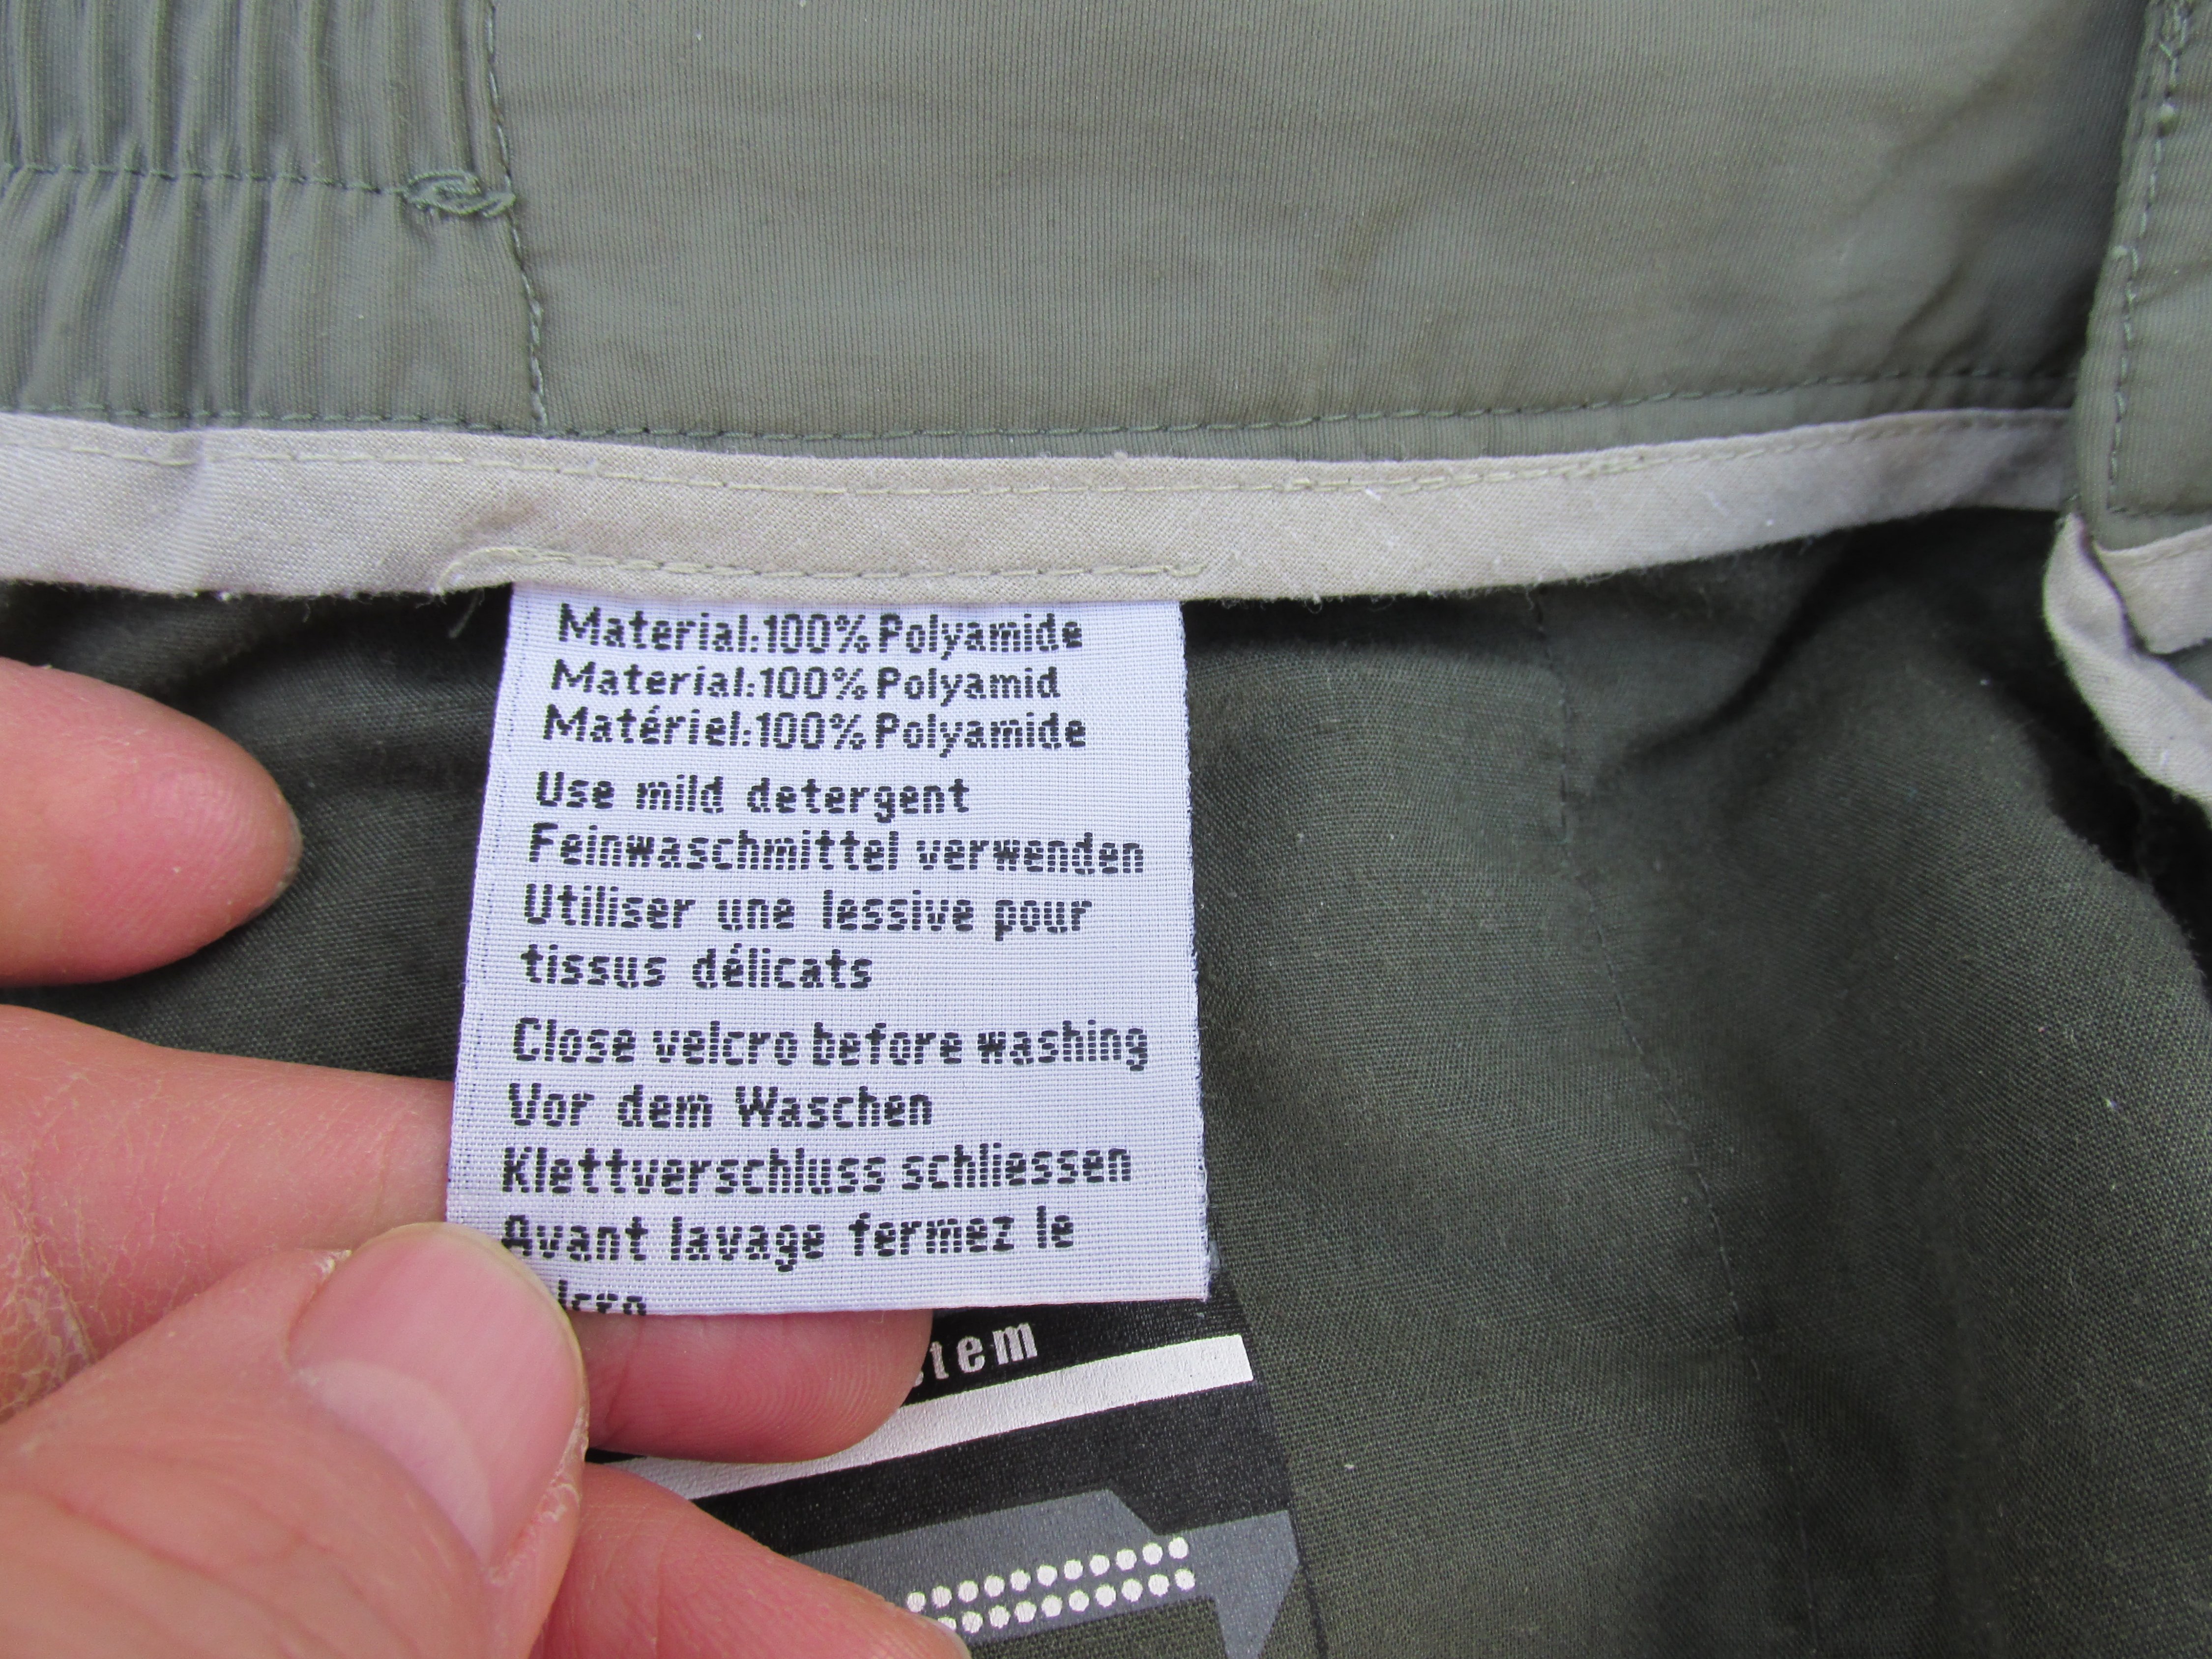 Material:100% Polyamide
Material:100% Polyamid
Matériel:100% Polyamide
Use mild detergent
Feinwaschmittel verwenden
Utiliser une lessive pour
tissus délicats
Close velcro before washing
Vor dem Waschen
Klettverschluss schliessen
Avant lavage fermez le